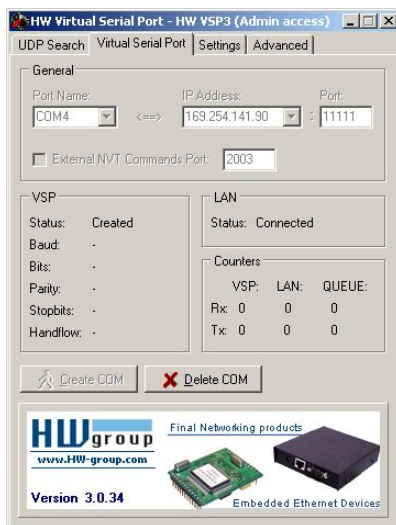 HW Virtual Serial Port - HW VSP3 (Admin access)
UDP Search Virtual Serial Port Settings Advanced
General
Port Name: IP Address: Port:
COM4 <==> 169.254.141.90 : 11111
External NVT Commands Port: 2003
VSP LAN
Status: Created Status: Connected
Baud: -
Bits: - Counters
Parity: - VSP: LAN: QUEUE:
Stopbits: - Rx: 0 0 0
Handflow: - Tx: 0 0 0
Create COM Delete COM
HW group Final Networking products
www.HW-group.com
Version 3.0.34 Embedded Ethernet Devices